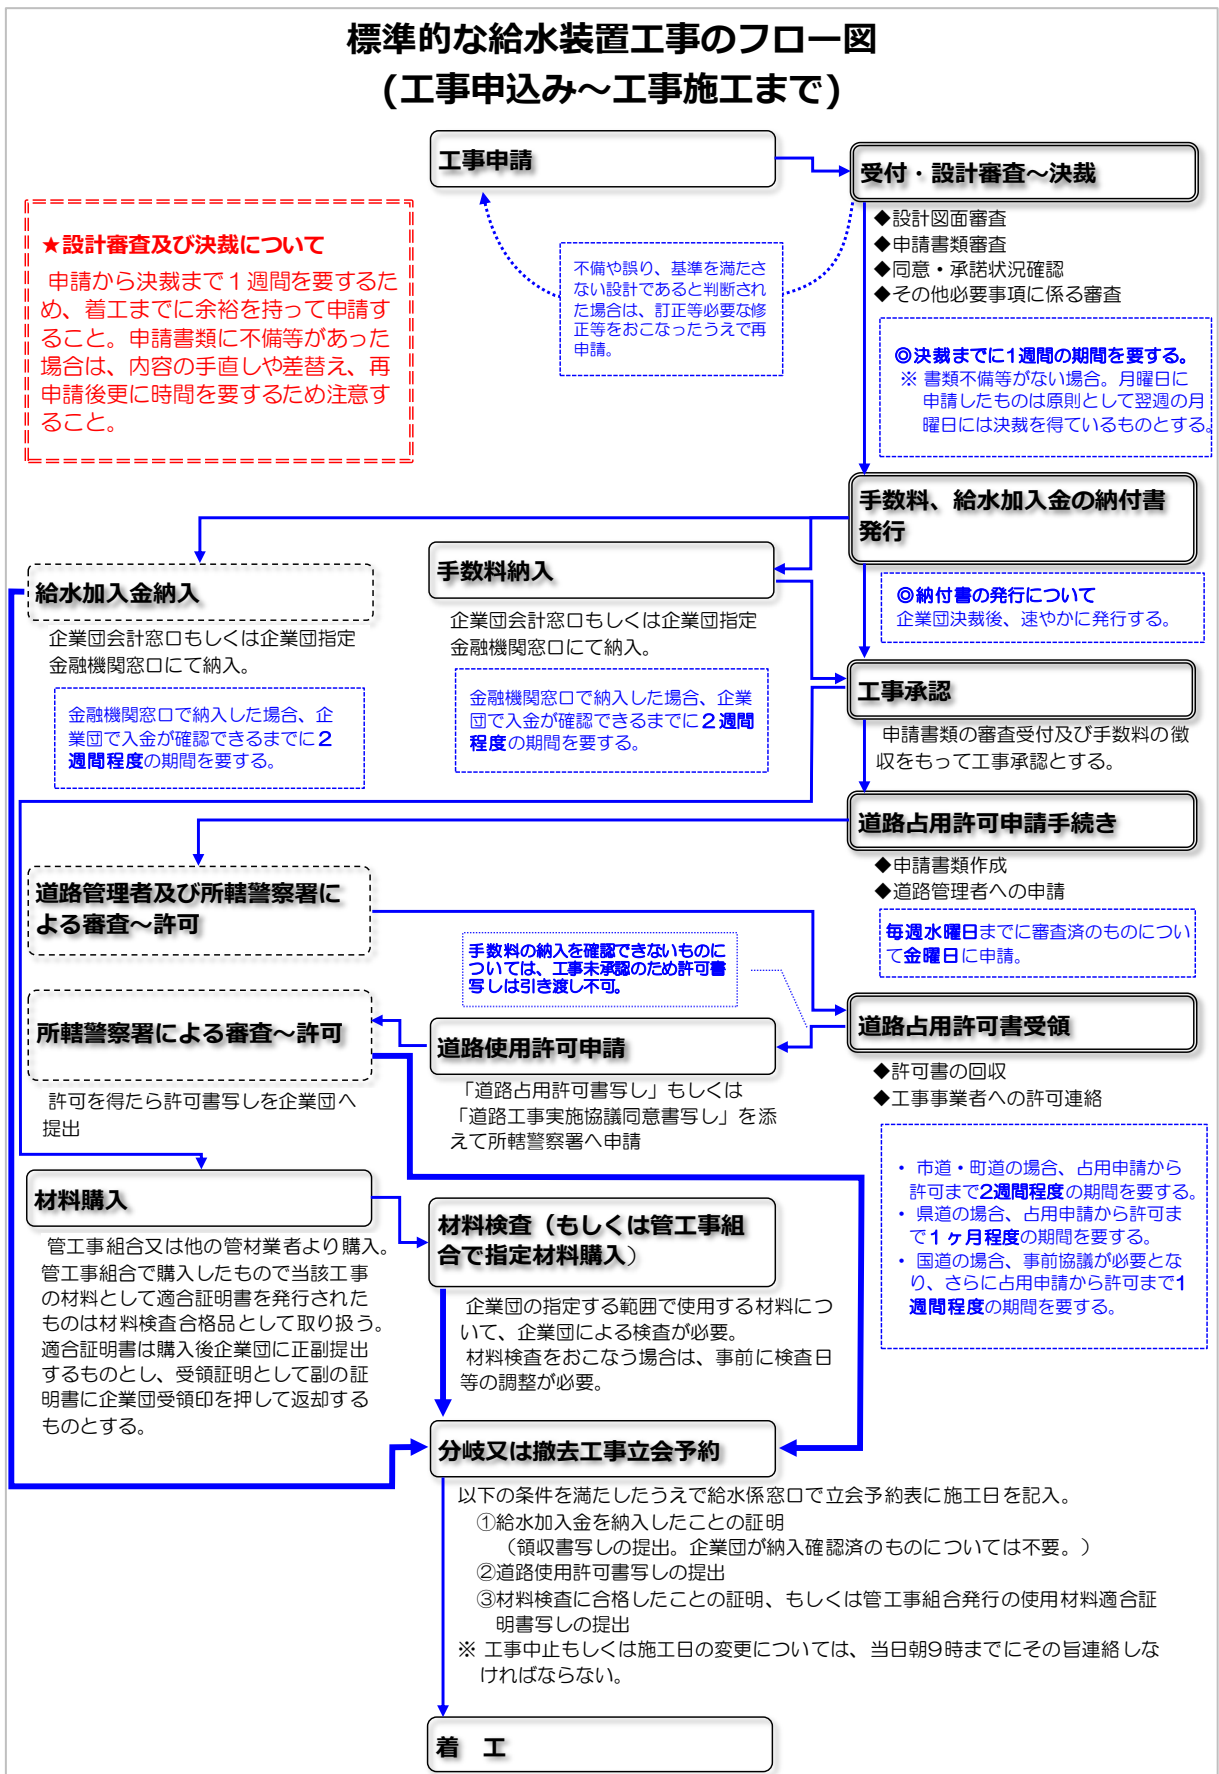 標準的な給水装置工事のフロー図
(工事申込み～工事施工まで)
工事申請
受付・設計審査～決裁
◆設計図面審査
◆申請書類審査
◆同意・承諾状況確認
◆その他必要事項に係る審査
★設計審査及び決裁について
申請から決裁まで１週間を要するた
め、着工までに余裕を持って申請す
ること。申請書類に不備等があった
場合は、内容の手直しや差替え、再
申請後更に時間を要するため注意す
ること。
不備や誤り、基準を満たさ
ない設計であると判断され
た場合は、訂正等必要な修
正等をおこなったうえで再
申請。
◎決裁までに1週間の期間を要する。
※ 書類不備等がない場合。月曜日に
申請したものは原則として翌週の月
曜日には決裁を得ているものとする。
手数料、給水加入金の納付書
発行
給水加入金納入
企業団会計窓口もしくは企業団指定
金融機関窓口にて納入。
金融機関窓口で納入した場合、企
業団で入金が確認できるまでに２
週間程度の期間を要する。
手数料納入
企業団会計窓口もしくは企業団指定
金融機関窓口にて納入。
金融機関窓口で納入した場合、企業
団で入金が確認できるまでに２週間
程度の期間を要する。
◎納付書の発行について
企業団決裁後、速やかに発行する。
工事承認
申請書類の審査受付及び手数料の徴
収をもって工事承認とする。
道路占用許可申請手続き
◆申請書類作成
◆道路管理者への申請
毎週水曜日までに審査済のものについ
て金曜日に申請。
道路管理者及び所轄警察署に
よる審査～許可
手数料の納入を確認できないものに
ついては、工事未承認のため許可書
写しは引き渡し不可。
所轄警察署による審査～許可
許可を得たら許可書写しを企業団へ
提出
道路使用許可申請
「道路占用許可書写し」もしくは
「道路工事実施協議同意書写し」を添
えて所轄警察署へ申請
道路占用許可書受領
◆許可書の回収
◆工事事業者への許可連絡
・ 市道・町道の場合、占用申請から
許可まで2週間程度の期間を要する。
・ 県道の場合、占用申請から許可ま
で１ヶ月程度の期間を要する。
・ 国道の場合、事前協議が必要とな
り、さらに占用申請から許可まで1
週間程度の期間を要する。
材料購入
管工事組合又は他の管材業者より購入。
管工事組合で購入したもので当該工事
の材料として適合証明書を発行された
ものは材料検査合格品として取り扱う。
適合証明書は購入後企業団に正副提出
するものとし、受領証明として副の証
明書に企業団受領印を押して返却する
ものとする。
材料検査（もしくは管工事組
合で指定材料購入）
企業団の指定する範囲で使用する材料につ
いて、企業団による検査が必要。
材料検査をおこなう場合は、事前に検査日
等の調整が必要。
分岐又は撤去工事立会予約
以下の条件を満たしたうえで給水係窓口で立会予約表に施工日を記入。
①給水加入金を納入したことの証明
（領収書写しの提出。企業団が納入確認済のものについては不要。）
②道路使用許可書写しの提出
③材料検査に合格したことの証明、もしくは管工事組合発行の使用材料適合証
明書写しの提出
※ 工事中止もしくは施工日の変更については、当日朝9時までにその旨連絡しな
ければならない。
着　工